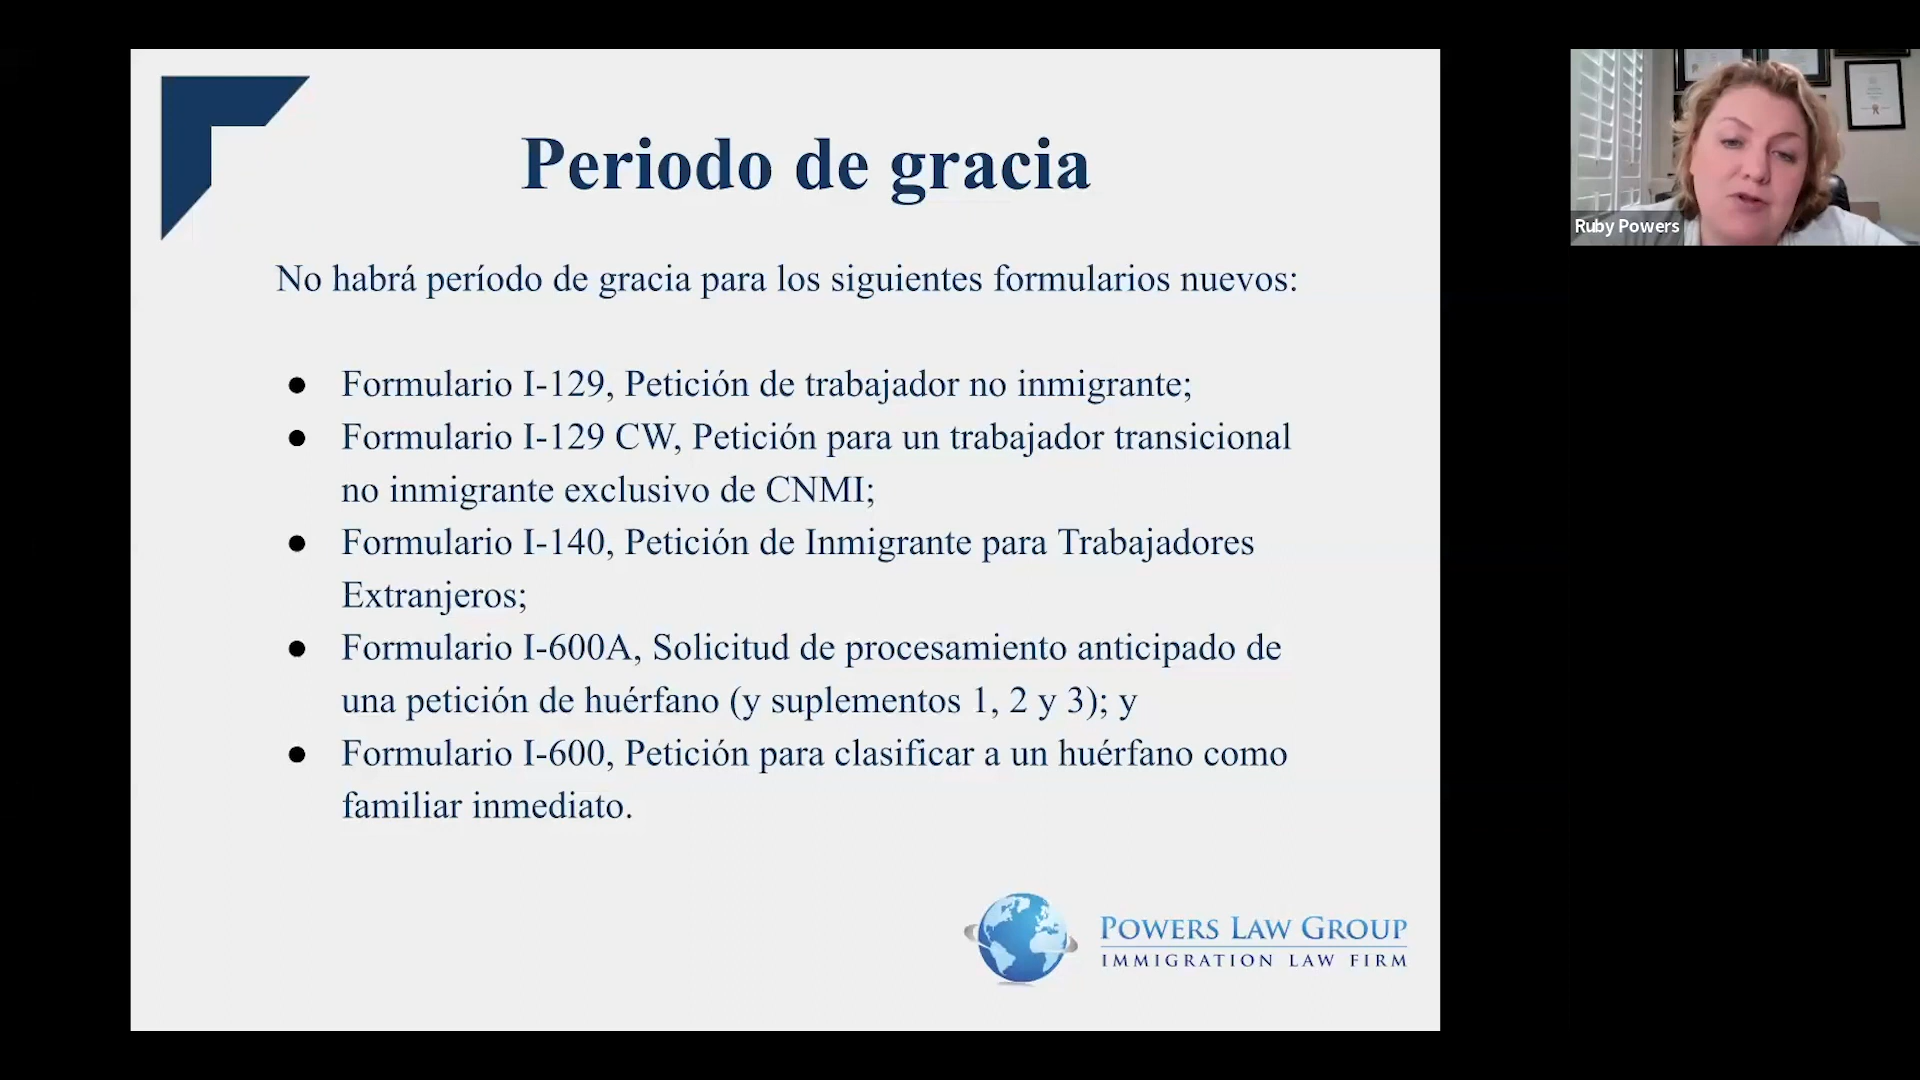 Periodo de gracia
No habrá período de gracia para los siguientes formularios nuevos:
● Formulario I-129, Petición de trabajador no inmigrante;
● Formulario I-129 CW, Petición para un trabajador transicional
no inmigrante exclusivo de CNMI;
● Formulario I-140, Petición de Inmigrante para Trabajadores
Extranjeros;
● Formulario I-600A, Solicitud de procesamiento anticipado de
una petición de huérfano (y suplementos 1, 2 y 3); y
● Formulario I-600, Petición para clasificar a un huérfano como
familiar inmediato.
POWERS LAW GROUP
IMMIGRATION LAW FIRM
Ruby Powers